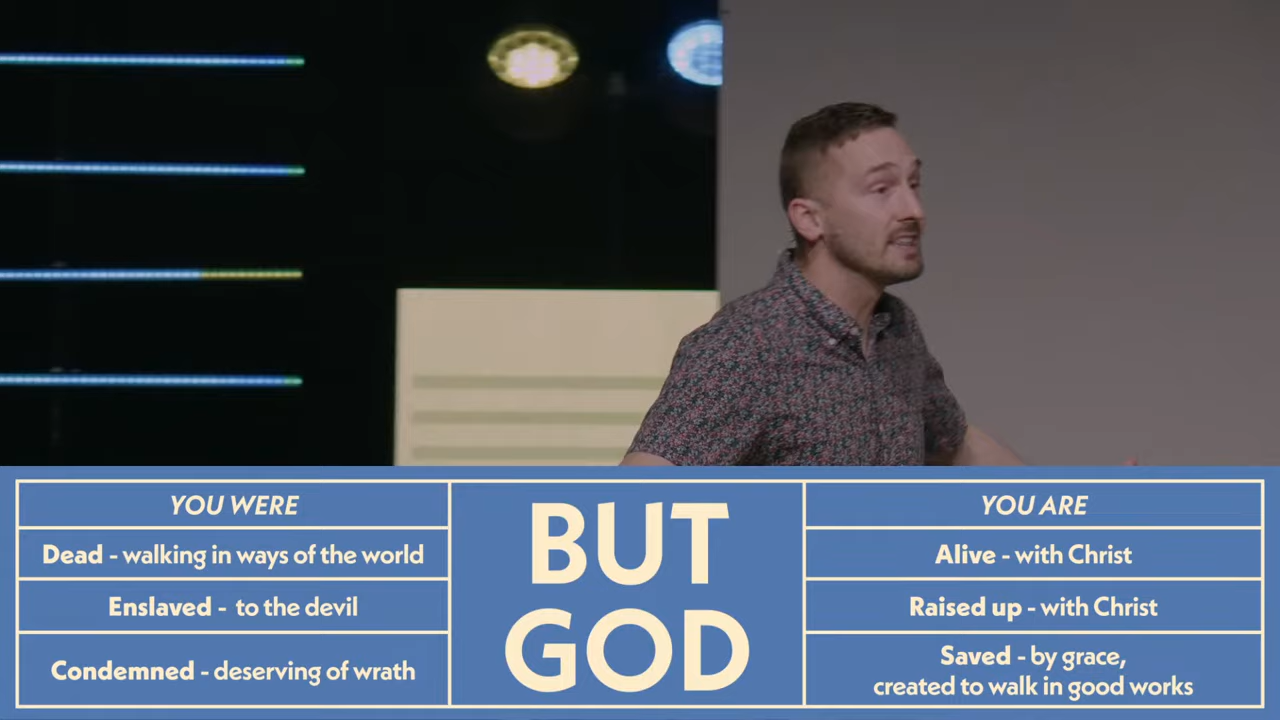 YOU WERE
Dead - walking in ways of the world
Enslaved - to the devil
Condemned - deserving of wrath
BUT
GOD
YOU ARE
Alive - with Christ
Raised up - with Christ
Saved - by grace,
created to walk in good works